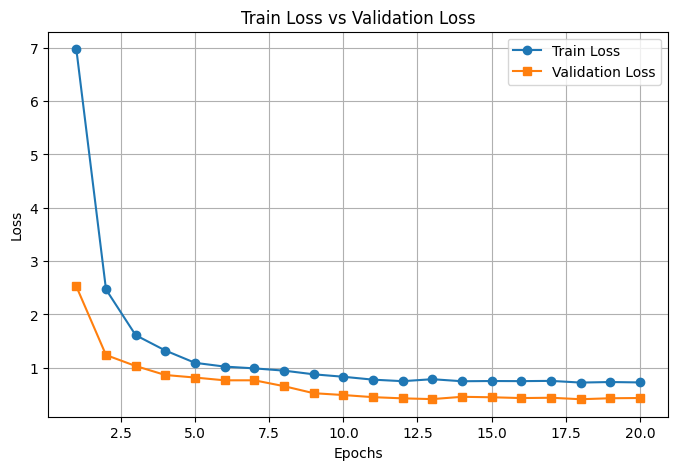 Train Loss vs Validation Loss
Train Loss
Validation Loss
7
6
5
4
3
2
1
Loss
2.5 5.0 7.5 10.0 12.5 15.0 17.5 20.0
Epochs